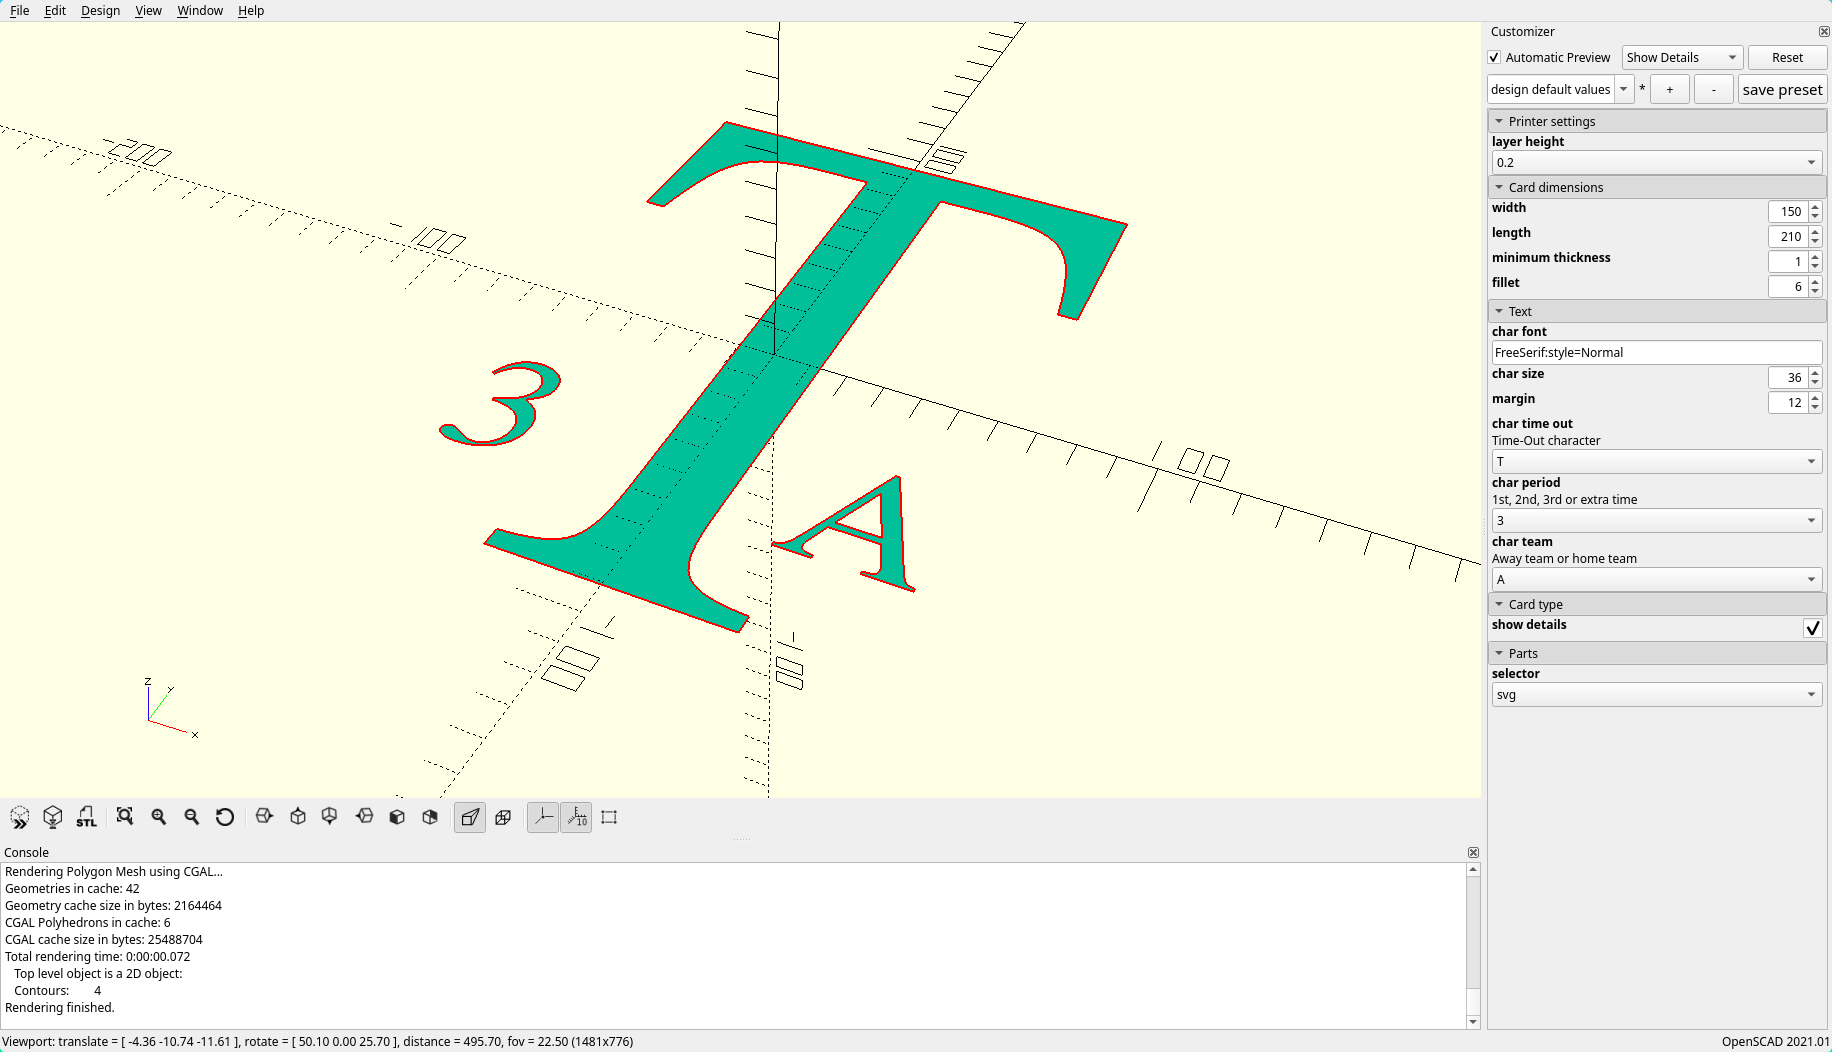 File Edit Design View Window Help
-200
-100
100
100
-100
-100
T
3
A
Z
Y
X
STL
10
Console
Rendering Polygon Mesh using CGAL...
Geometries in cache: 42
Geometry cache size in bytes: 2164464
CGAL Polyhedrons in cache: 6
CGAL cache size in bytes: 25488704
Total rendering time: 0:00:00.072
Top level object is a 2D object:
Contours: 4
Rendering finished.
Customizer
Automatic Preview Show Details Reset
design default values * + - save preset
Printer settings
layer height
0.2
Card dimensions
width 150
length 210
minimum thickness 1
fillet 6
Text
char font
FreeSerif:style=Normal
char size 36
margin 12
char time out
Time-Out character
T
char period
1st, 2nd, 3rd or extra time
3
char team
Away team or home team
A
Card type
show details
Parts
selector
svg
Viewport: translate = [ -4.36 -10.74 -11.61 ], rotate = [ 50.10 0.00 25.70 ], distance = 495.70, fov = 22.50 (1481x776) OpenSCAD 2021.01